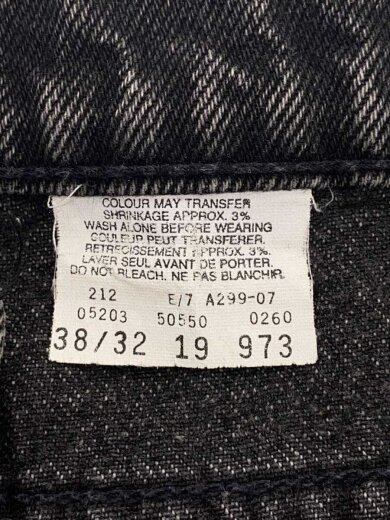 COLOUR MAY TRANSFER
SHRINKAGE APPROX. 3%
WASH ALONE BEFORE WEARING
COULEUR PEUT TRANSFERER.
RETRECISSEMENT APPROX. 3%.
LAVER SEUL AVANT DE PORTER.
DO NOT BLEACH. NE PAS BLANCHIR.
212 E/7 A299-07
05203 50550 0260
38/32 19 973